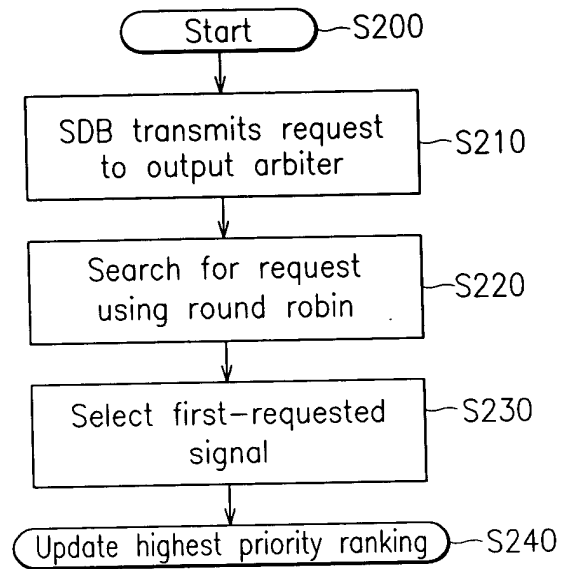 Start
S200
SDB transmits request
to output arbiter
S210
Search for request
using round robin
S220
Select first-requested
signal
S230
Update highest priority ranking
S240